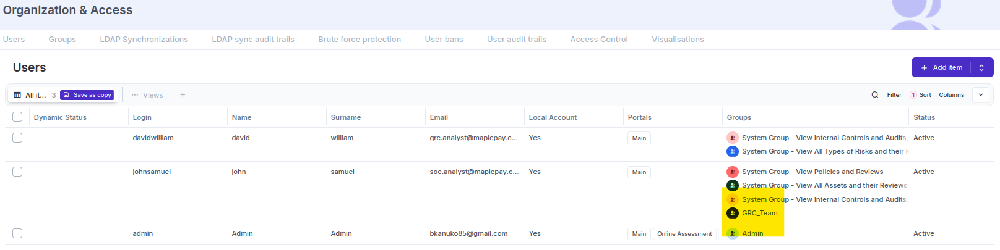 Organization & Access
Users Groups LDAP Synchronizations LDAP sync audit trails Brute force protection User bans User audit trails Access Control Visualisations
Users
+ Add item
All it... 3 Save as copy ... Views +
Filter 1 Sort Columns
Dynamic Status Login Name Surname Email Local Account Portals Groups Status
davidwilliam david william grc.analyst@maplepay.c... Yes Main System Group - View Internal Controls and Audits, Active
System Group - View All Types of Risks and their
johnsamuel john samuel soc.analyst@maplepay.c... Yes Main System Group - View Policies and Reviews Active
System Group - View All Assets and their Reviews
System Group - View Internal Controls and Audits,
GRC_Team
admin Admin Admin bkanuko85@gmail.com Yes Main Online Assessment Admin Active